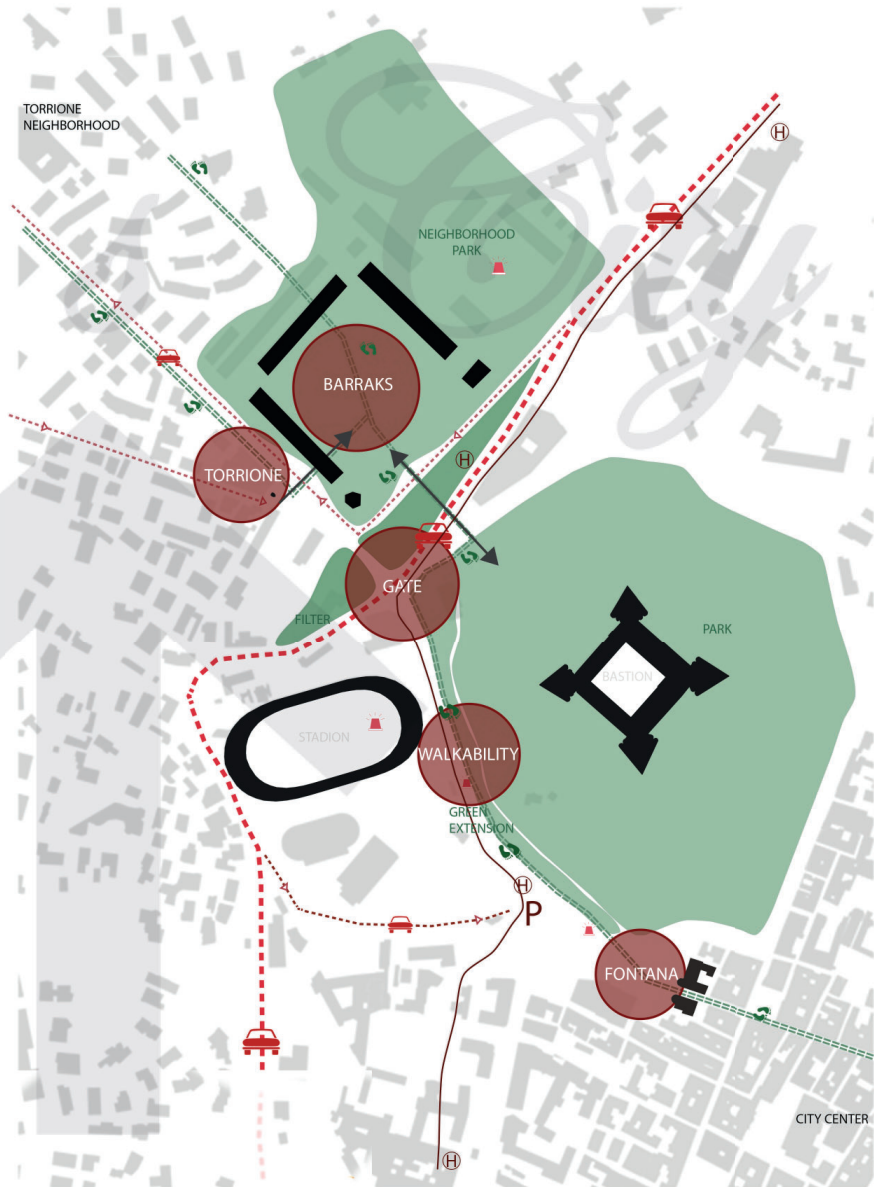 TORRIONE
NEIGHBORHOOD
H
NEIGHBORHOOD
PARK
BARRAKS
TORRIONE
H
GATE
FILTER
PARK
BASTION
STADION
WALKABILITY
GREEN
EXTENSION
H
P
FONTANA
CITY CENTER
H